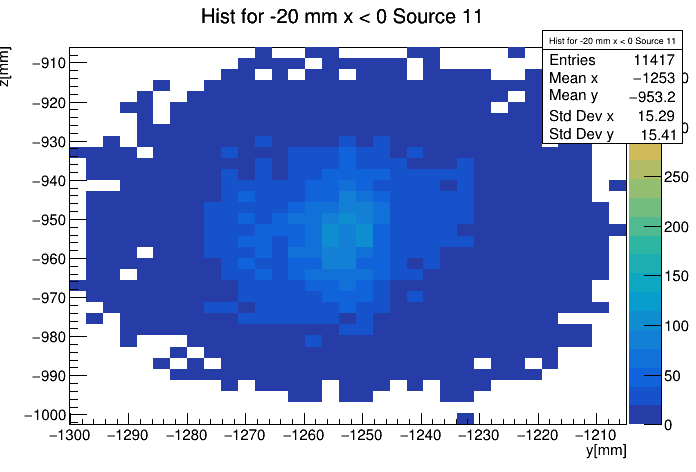 Hist for -20 mm x < 0 Source 11
z[mm]
Hist for -20 mm x < 0 Source 11
Entries 11417
Mean x −1253
Mean y −953.2
Std Dev x 15.29
Std Dev y 15.41
−910
−920
−930
−940
−950
−960
−970
−980
−990
−1000
−1300 −1290 −1280 −1270 −1260 −1250 −1240 −1230 −1220 −1210
y[mm]
250
200
150
100
50
0